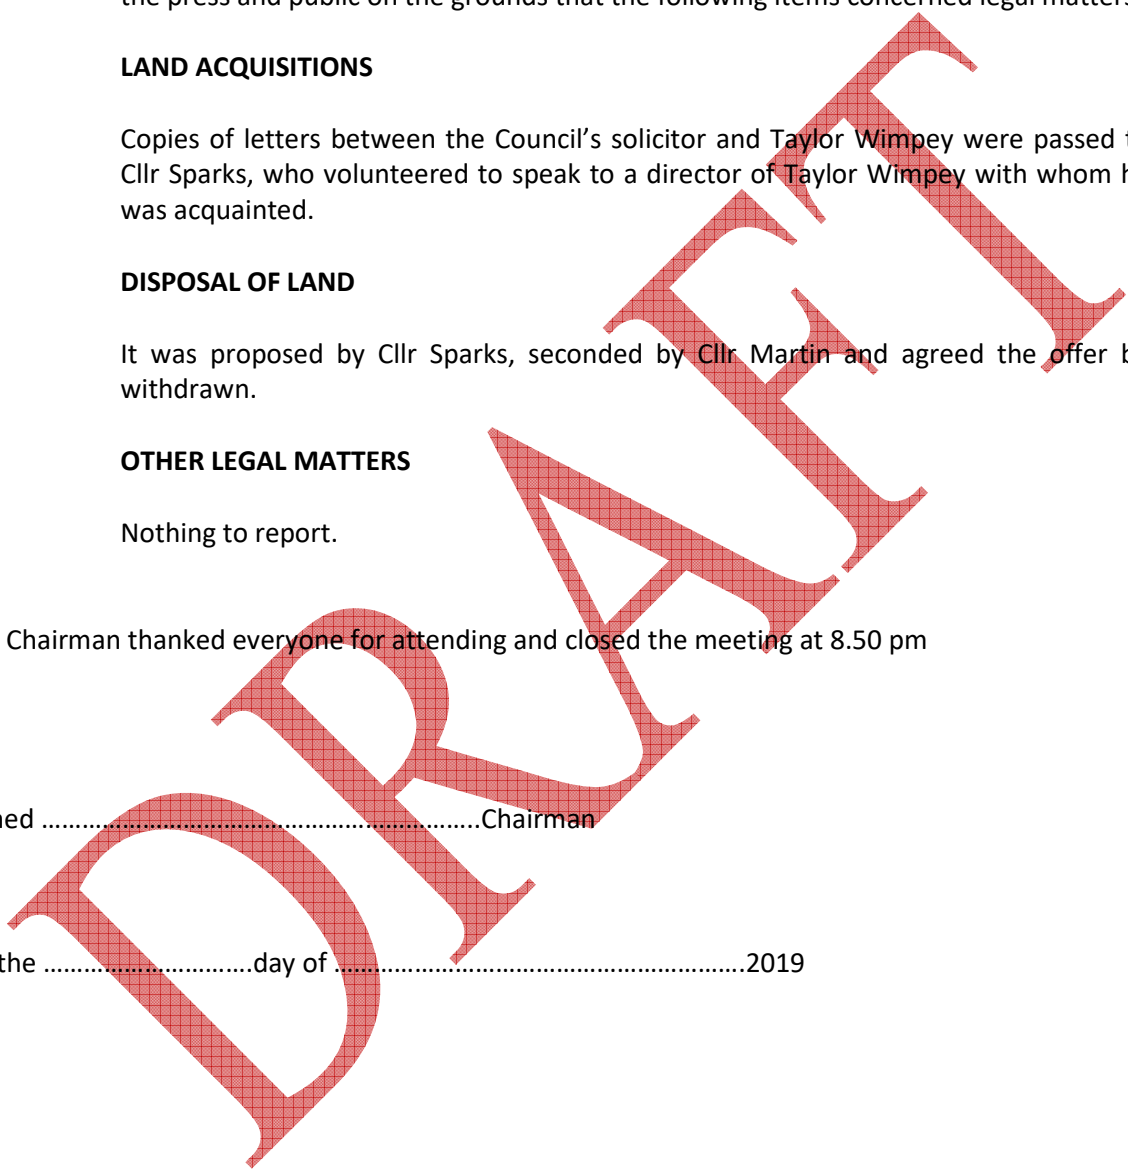 the press and public on the grounds that the following items concerned legal matters
LAND ACQUISITIONS
Copies of letters between the Council’s solicitor and Taylor Wimpey were passed t
Cllr Sparks, who volunteered to speak to a director of Taylor Wimpey with whom h
was acquainted.
DISPOSAL OF LAND
It was proposed by Cllr Sparks, seconded by Cllr Martin and agreed the offer b
withdrawn.
OTHER LEGAL MATTERS
Nothing to report.
Chairman thanked everyone for attending and closed the meeting at 8.50 pm
ned ………………………………………………..Chairman
the ……………………..day of …………………………………………….2019
DRAFT